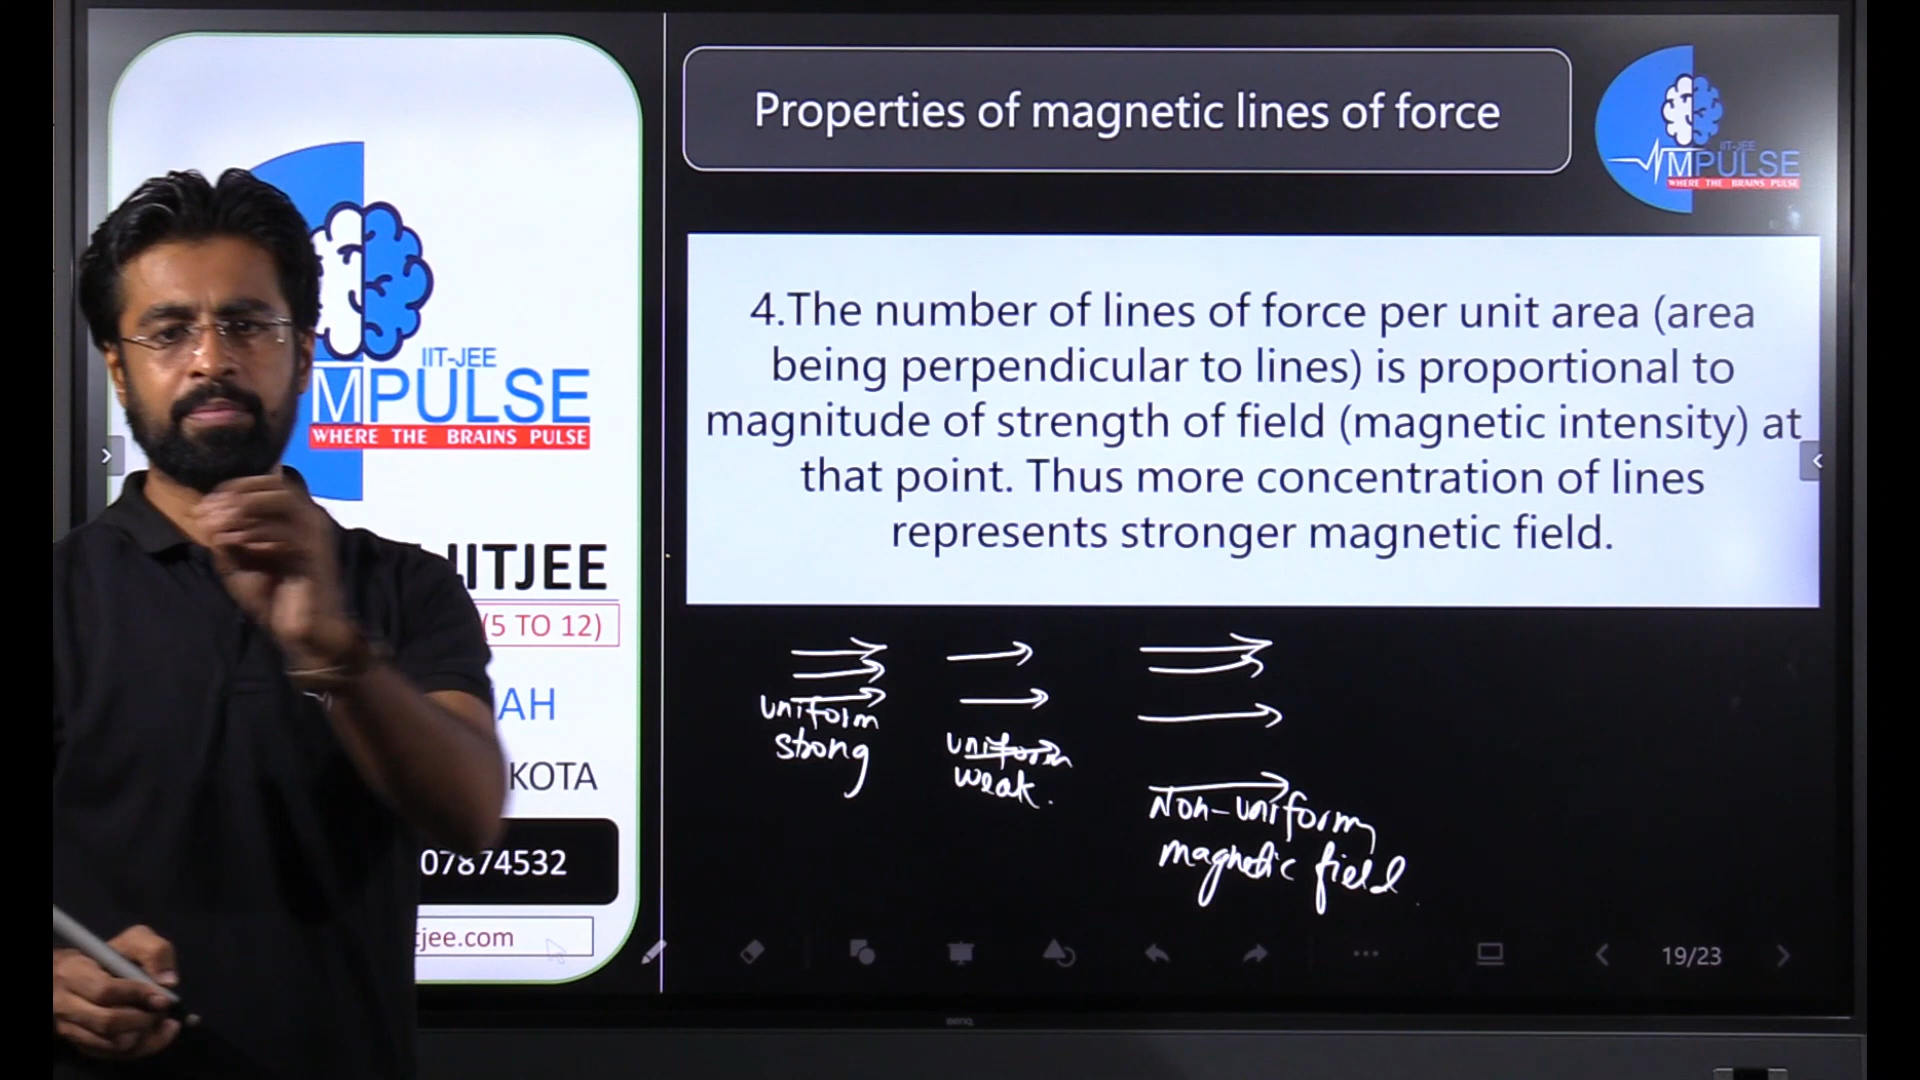 Properties of magnetic lines of force
IIT-JEE
MPULSE
WHERE THE BRAINS PULSE
4.The number of lines of force per unit area (area
being perpendicular to lines) is proportional to
magnitude of strength of field (magnetic intensity) at
that point. Thus more concentration of lines
represents stronger magnetic field.
uniform
strong
uniform
weak.
Non-uniform
magnetic field
IIT-JEE
MPULSE
WHERE THE BRAINS PULSE
IITJEE
(5 TO 12)
AH
KOTA
07874532
tjee.com
19/23
BenQ